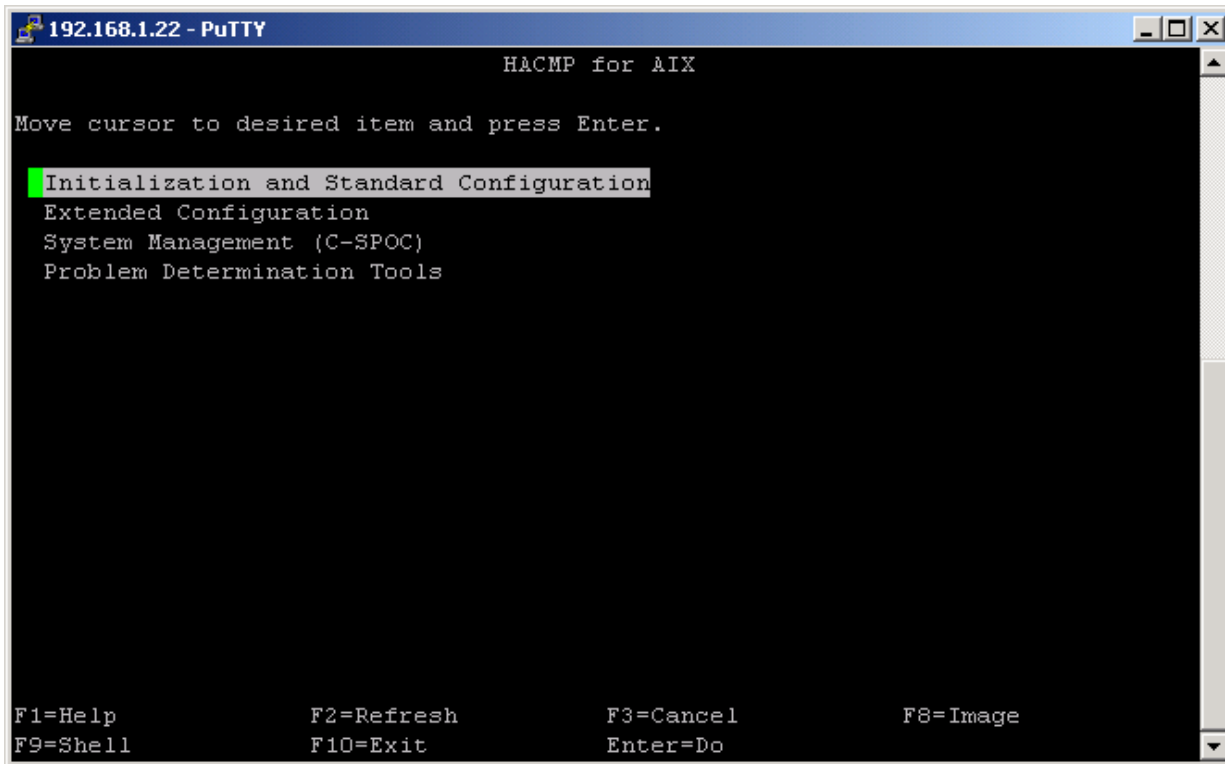 192.168.1.22 - PuTTY
HACMP for AIX
Move cursor to desired item and press Enter.
Initialization and Standard Configuration
Extended Configuration
System Management (C-SPOC)
Problem Determination Tools
F1=Help F2=Refresh F3=Cancel F8=Image
F9=Shell F10=Exit Enter=Do